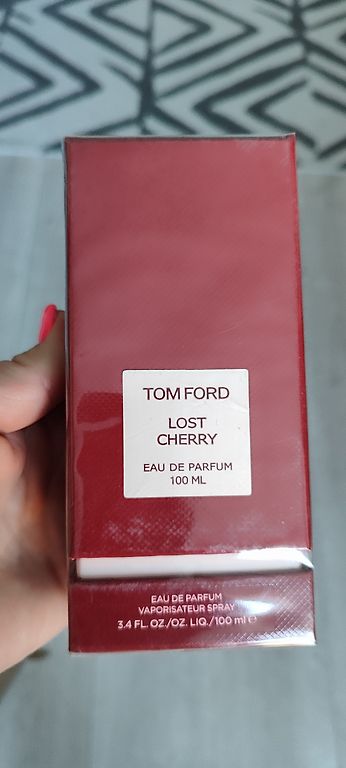 TOM FORD
LOST
CHERRY
EAU DE PARFUM
100 ML
EAU DE PARFUM
VAPORISATEUR SPRAY
3.4 FL. OZ./OZ. LIQ./100 ml ℮